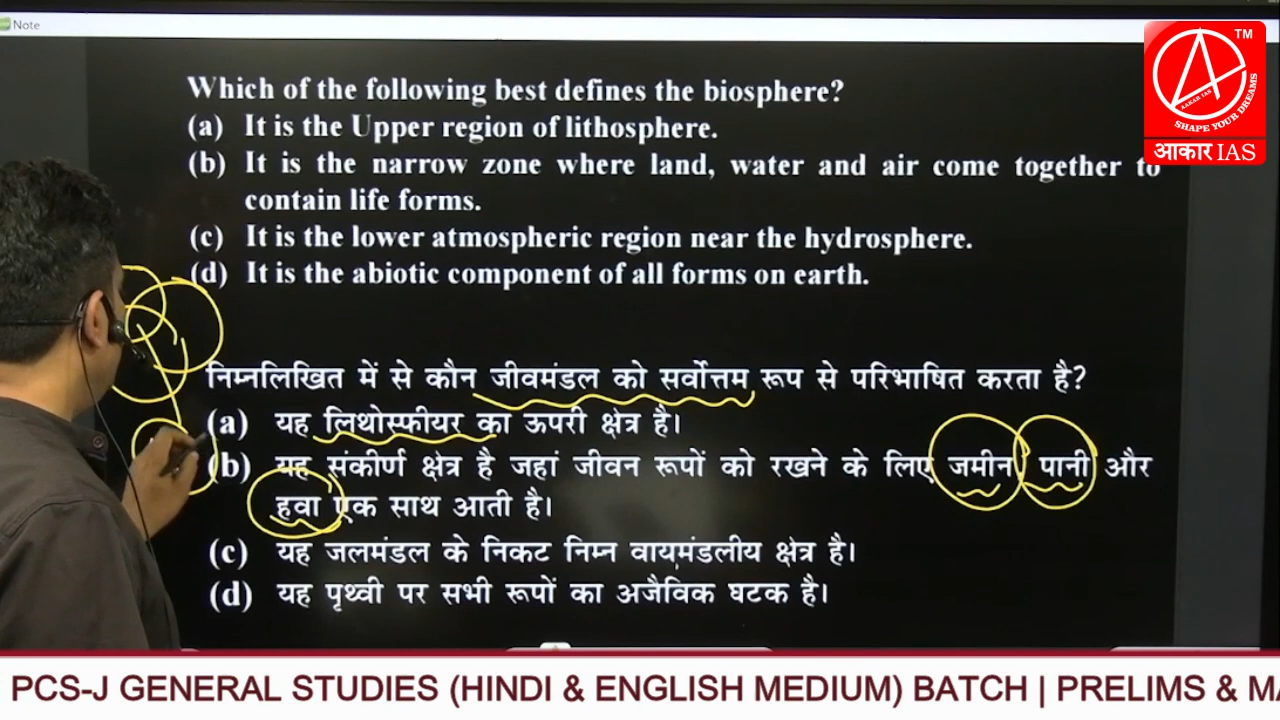 Note
TM
AAKAR IAS
SHAPE YOUR DREAMS
आकार IAS
Which of the following best defines the biosphere?
(a) It is the Upper region of lithosphere.
(b) It is the narrow zone where land, water and air come together to
contain life forms.
(c) It is the lower atmospheric region near the hydrosphere.
(d) It is the abiotic component of all forms on earth.
निम्नलिखित में से कौन जीवमंडल को सर्वोत्तम रूप से परिभाषित करता है?
(a) यह लिथोस्फीयर का ऊपरी क्षेत्र है।
(b) यह संकीर्ण क्षेत्र है जहां जीवन रूपों को रखने के लिए जमीन पानी और
हवा एक साथ आती है।
(c) यह जलमंडल के निकट निम्न वायुमंडलीय क्षेत्र है।
(d) यह पृथ्वी पर सभी रूपों का अजैविक घटक है।
PCS-J GENERAL STUDIES (HINDI & ENGLISH MEDIUM) BATCH | PRELIMS & MA